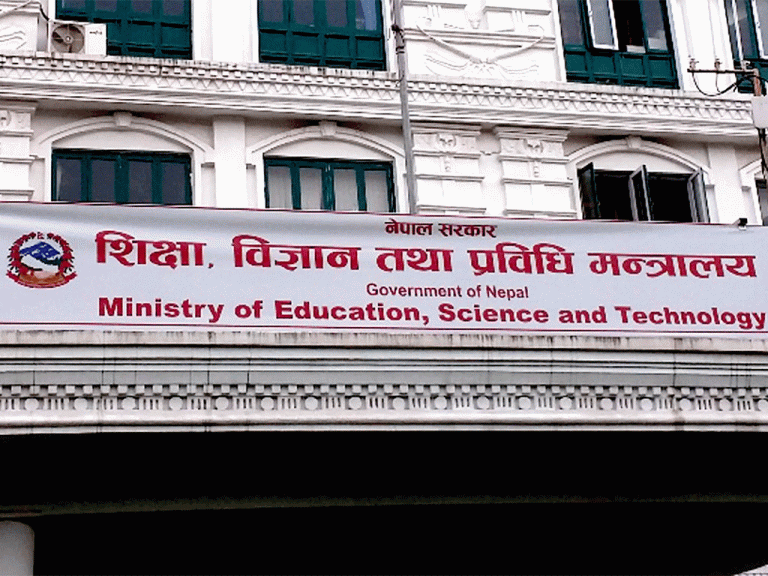 नेपाल सरकार
शिक्षा, विज्ञान तथा प्रविधि मन्त्रालय
Government of Nepal
Ministry of Education, Science and Technology